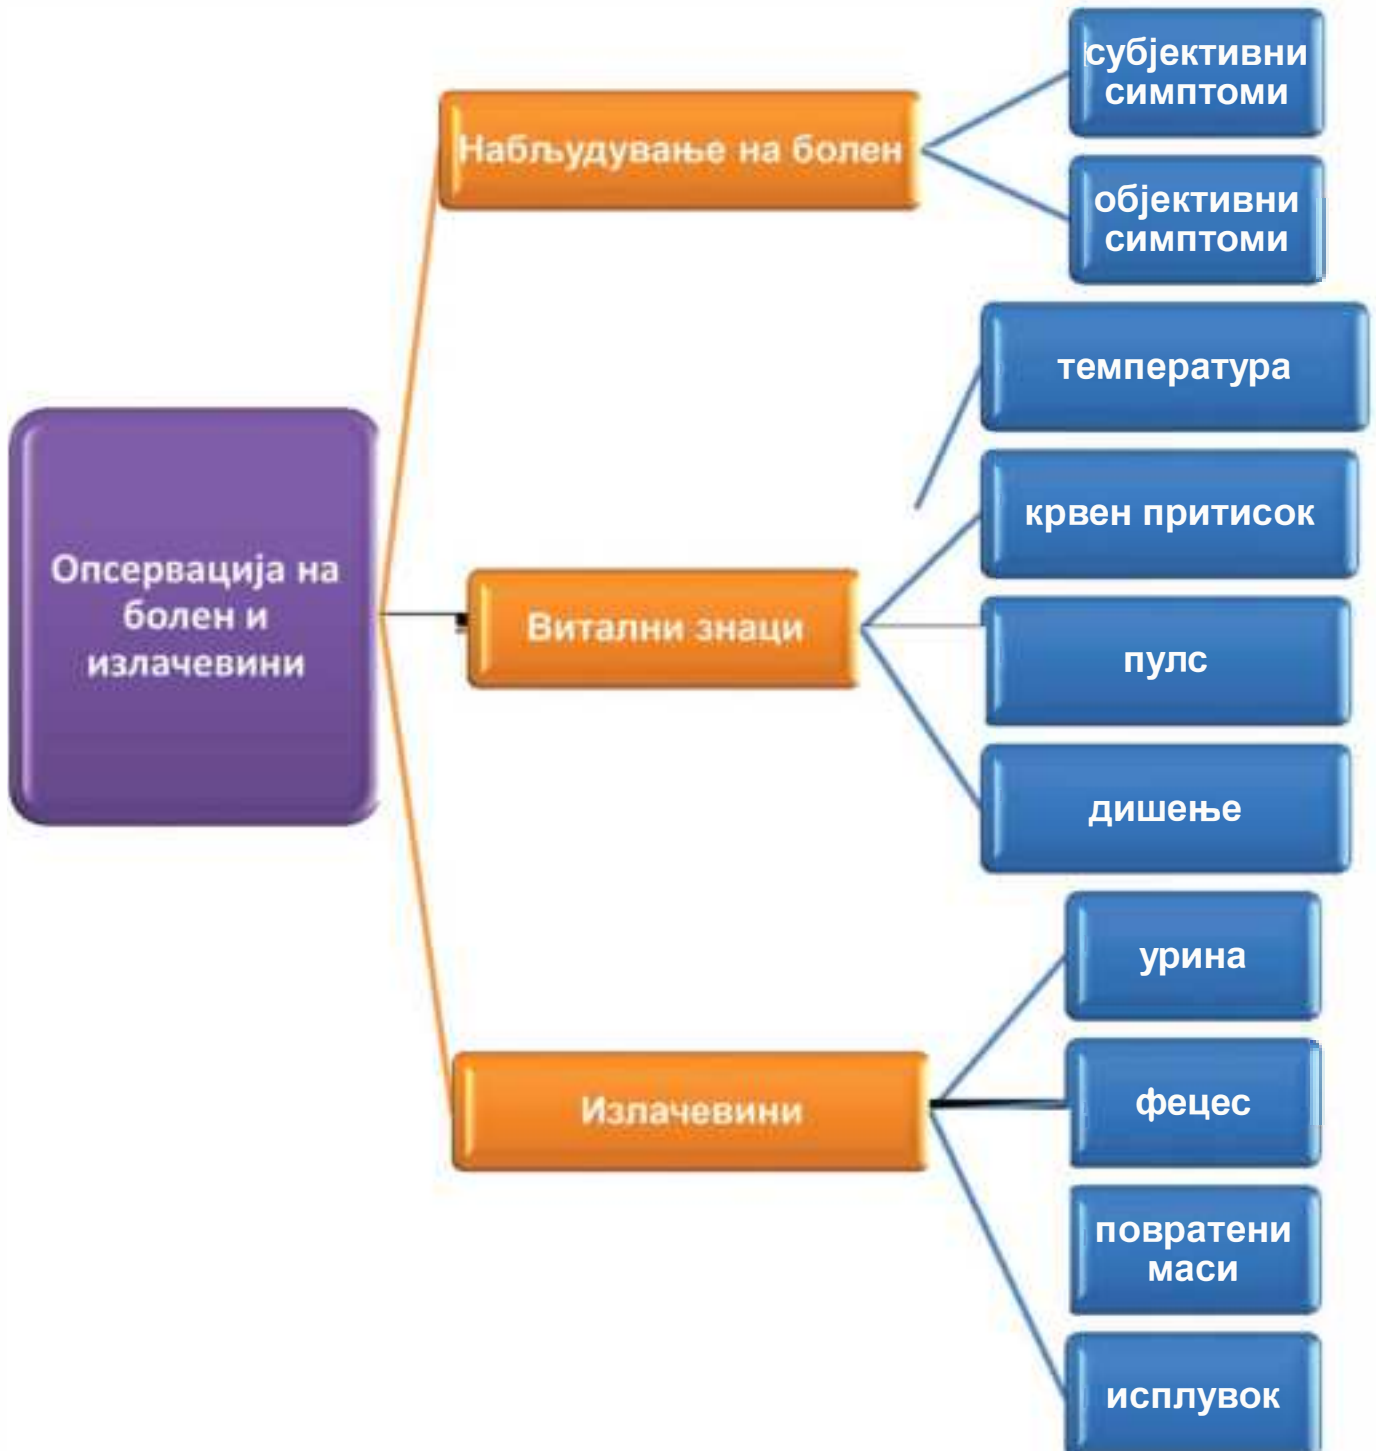 Опсервација на
болен и
излачевини
Набљудување на болен
субјективни
симптоми
објективни
симптоми
Витални знаци
температура
крвен притисок
пулс
дишење
Излачевини
урина
фецес
повратени
маси
исплувок